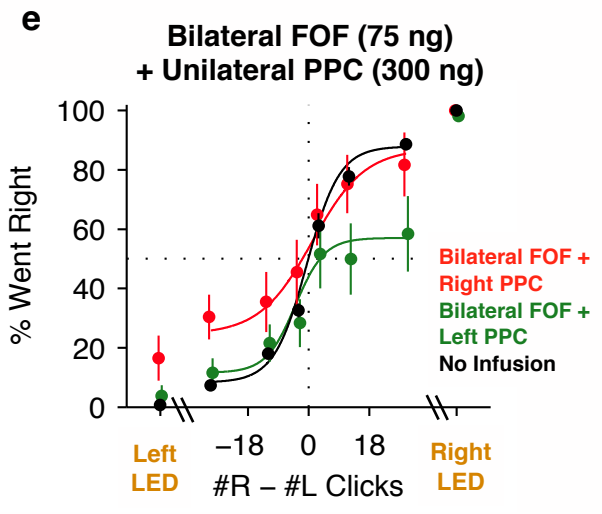 e
Bilateral FOF (75 ng)
+ Unilateral PPC (300 ng)
% Went Right
100
80
60
40
20
0
Bilateral FOF +
Right PPC
Bilateral FOF +
Left PPC
No Infusion
Left
LED
−18
0
18
Right
LED
#R − #L Clicks